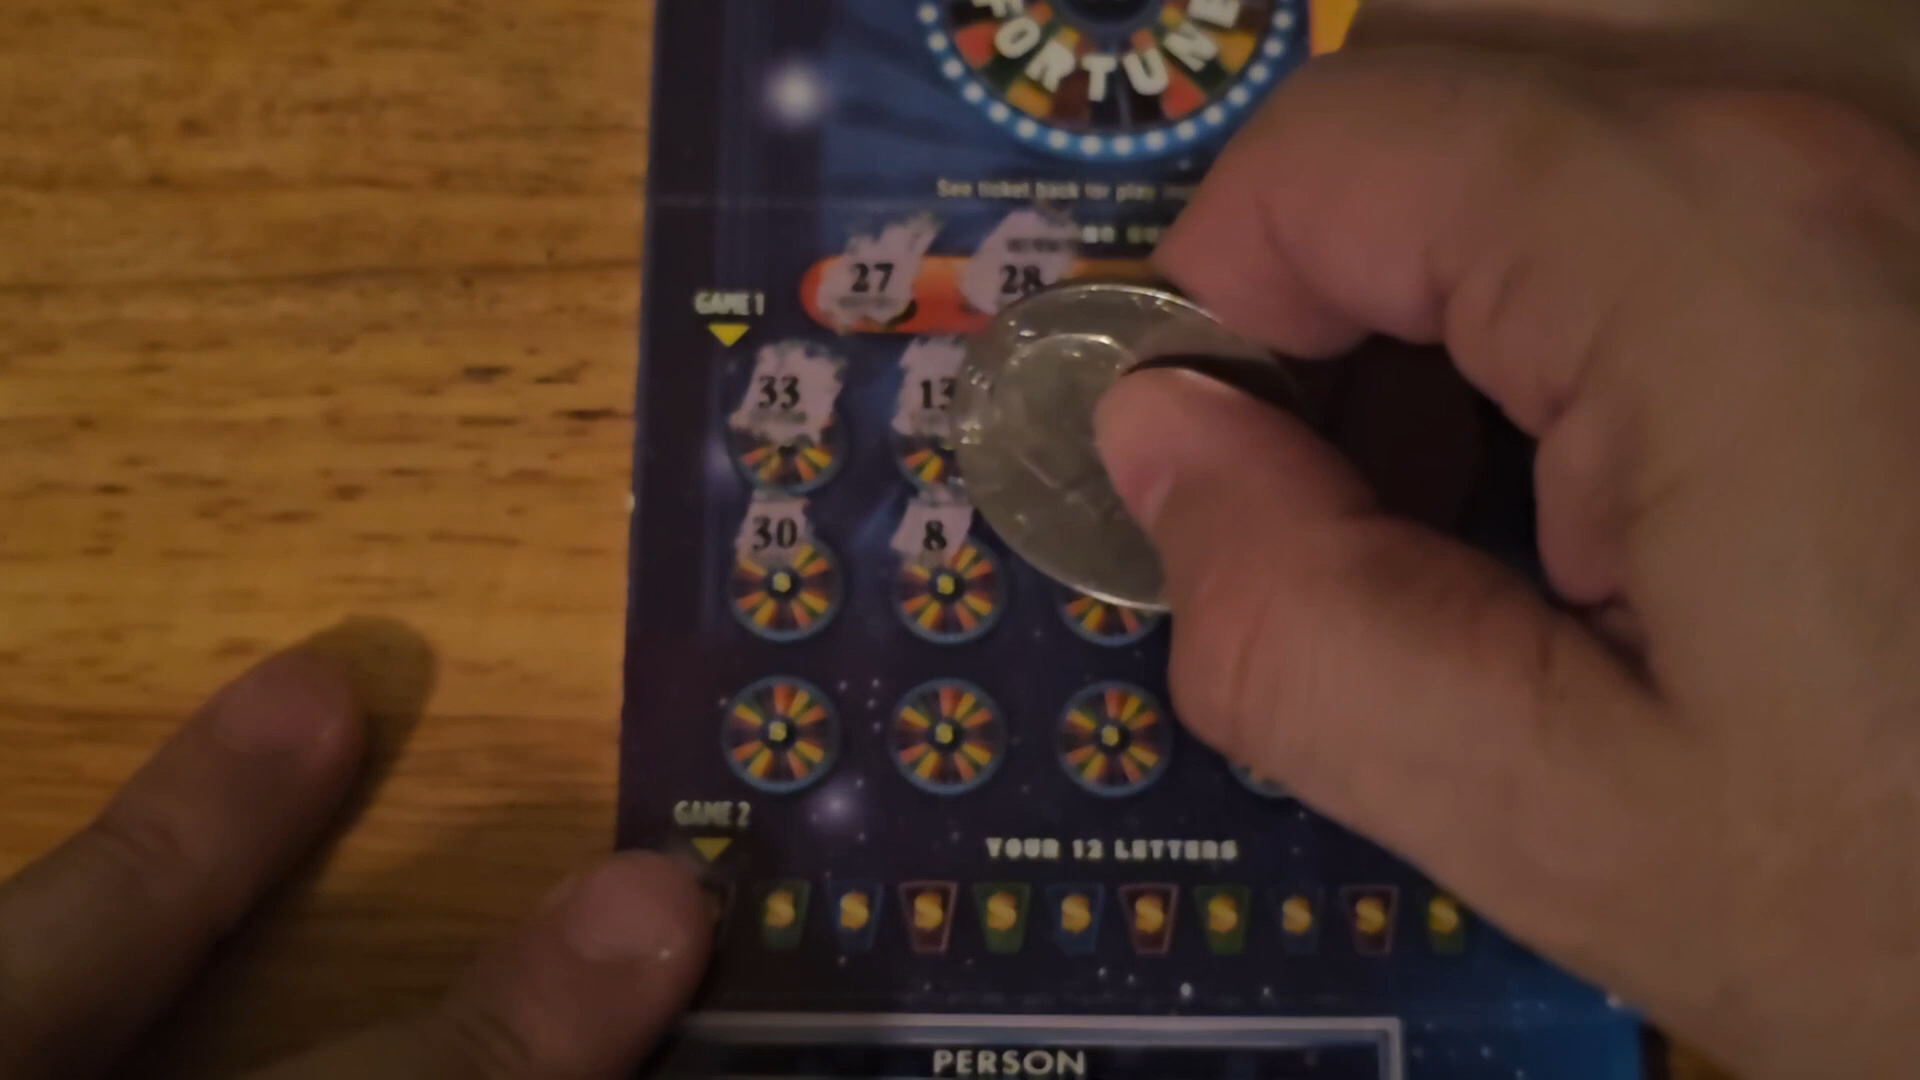 FORTUNE
See ticket back for play
27 28
GAME 1
33 13
30 8
GAME 2
YOUR 12 LETTERS
PERSON